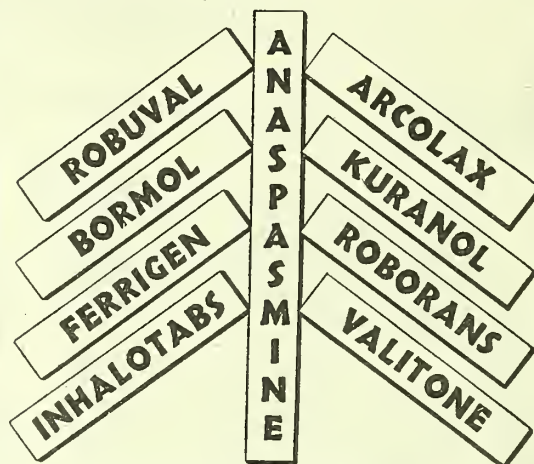 ROBUVAL
BORMOL
FERRIGEN
INHALOTABS
ANASPASMINE
ARCOLAX
KURANOL
ROBORANS
VALITONE